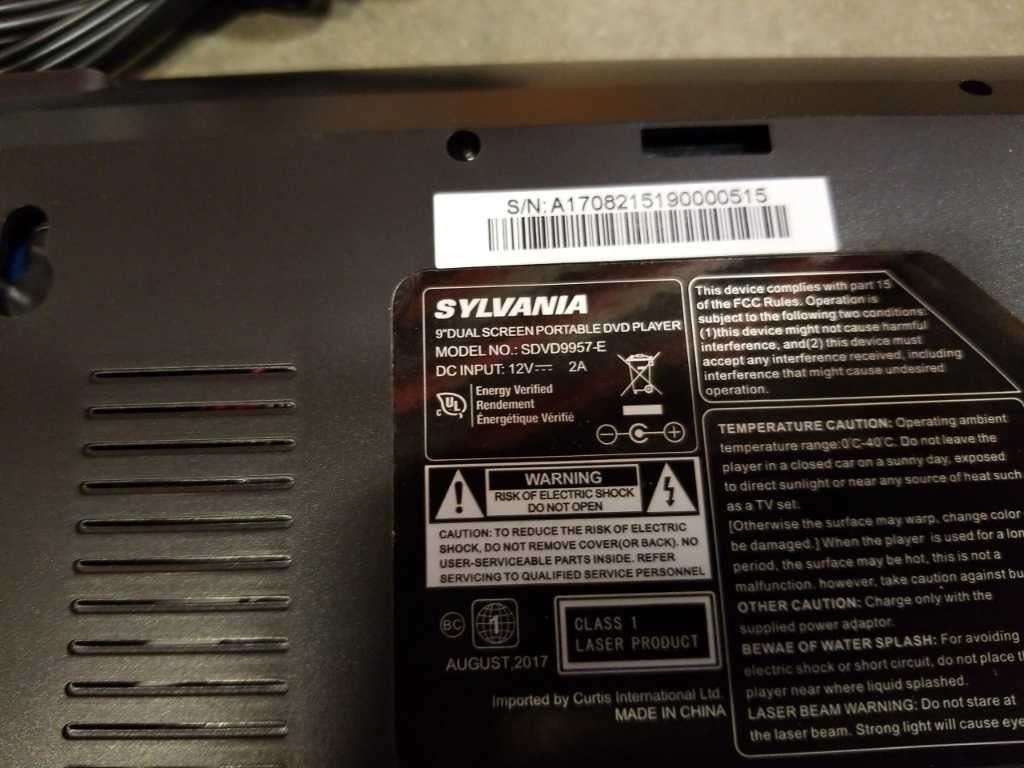 S/N: A1708215190000515
SYLVANIA
9"DUAL SCREEN PORTABLE DVD PLAYER
MODEL NO.: SDVD9957-E
DC INPUT: 12V⎓ 2A
c UL
Energy Verified
Rendement
Énergétique Vérifié
This device complies with part 15
of the FCC Rules. Operation is
subject to the following two conditions:
(1)this device might not cause harmful
interference, and(2) this device must
accept any interference received, including
interference that might cause undesired
operation.
WARNING
RISK OF ELECTRIC SHOCK
DO NOT OPEN
CAUTION: TO REDUCE THE RISK OF ELECTRIC
SHOCK, DO NOT REMOVE COVER(OR BACK). NO
USER-SERVICEABLE PARTS INSIDE. REFER
SERVICING TO QUALIFIED SERVICE PERSONNEL
BC
1
AUGUST,2017
CLASS 1
LASER PRODUCT
Imported by Curtis International Ltd.
MADE IN CHINA
TEMPERATURE CAUTION: Operating ambient
temperature range:0°C-40°C. Do not leave the
player in a closed car on a sunny day, exposed
to direct sunlight or near any source of heat such
as a TV set.
[Otherwise the surface may warp, change color
be damaged.] When the player is used for a lon
period, the surface may be hot, this is not a
malfunction. however, take caution against bu
OTHER CAUTION: Charge only with the
supplied power adaptor.
BEWAE OF WATER SPLASH: For avoiding
electric shock or short circuit, do not place th
player near where liquid splashed.
LASER BEAM WARNING: Do not stare at
the laser beam. Strong light will cause eye